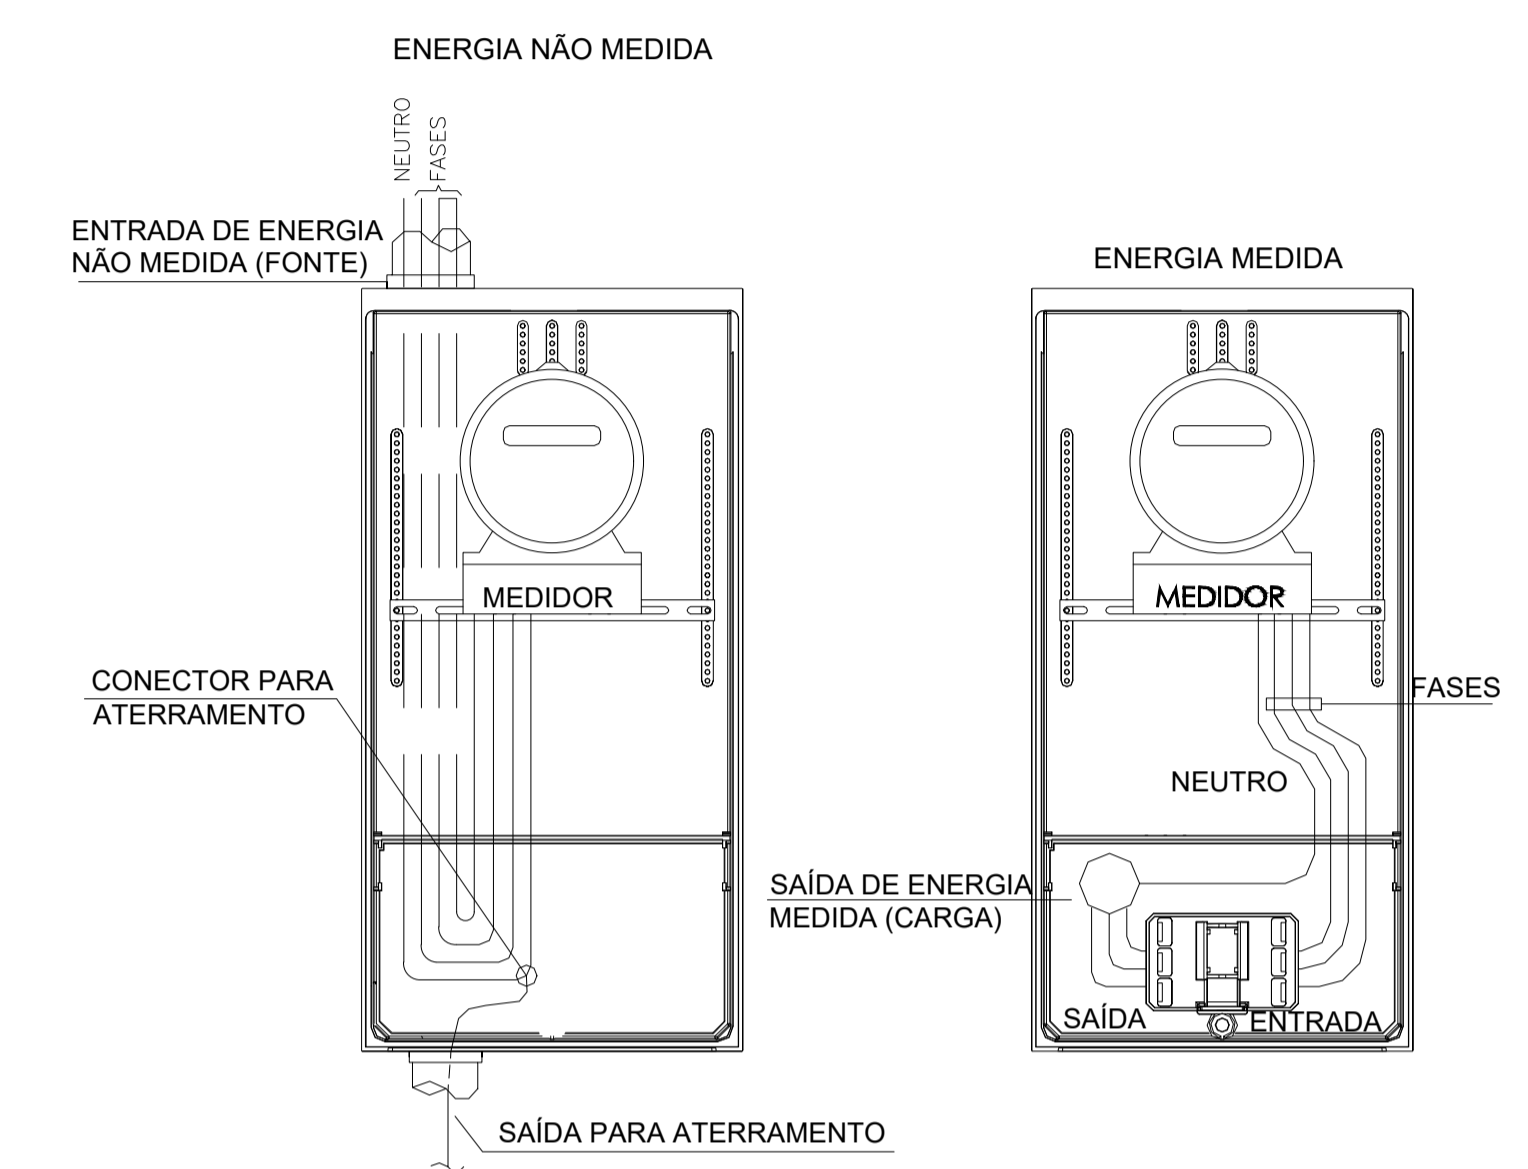 ENERGIA NÃO MEDIDA
NEUTRO
FASES
ENTRADA DE ENERGIA
NÃO MEDIDA (FONTE)
MEDIDOR
CONECTOR PARA
ATERRAMENTO
SAÍDA PARA ATERRAMENTO
ENERGIA MEDIDA
MEDIDOR
FASES
NEUTRO
SAÍDA DE ENERGIA
MEDIDA (CARGA)
SAÍDA
ENTRADA